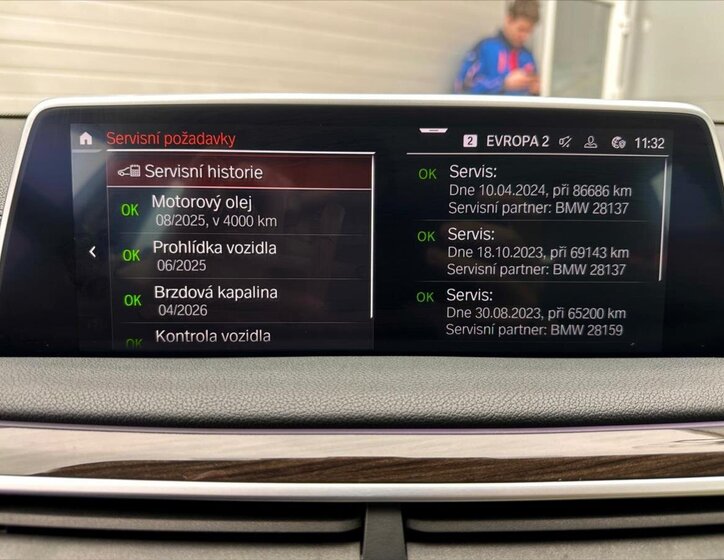 Servisní požadavky
2 EVROPA 2 11:32
Servisní historie
OK Motorový olej
08/2025, v 4000 km
OK Prohlídka vozidla
06/2025
OK Brzdová kapalina
04/2026
OK Kontrola vozidla
OK Servis:
Dne 10.04.2024, při 86686 km
Servisní partner: BMW 28137
OK Servis:
Dne 18.10.2023, při 69143 km
Servisní partner: BMW 28137
OK Servis:
Dne 30.08.2023, při 65200 km
Servisní partner: BMW 28159